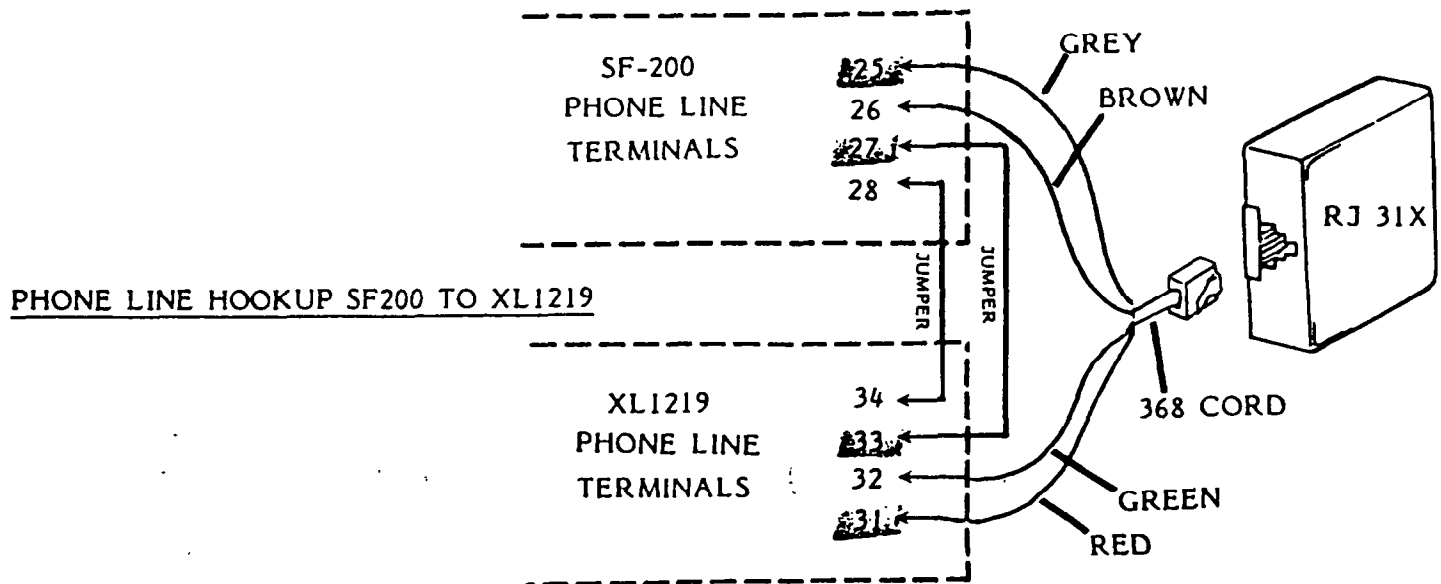 SF-200
PHONE LINE
TERMINALS
25
26
27
28
GREY
BROWN
RJ 31X
JUMPER
JUMPER
PHONE LINE HOOKUP SF200 TO XL1219
XL1219
PHONE LINE
TERMINALS
34
33
32
31
368 CORD
GREEN
RED